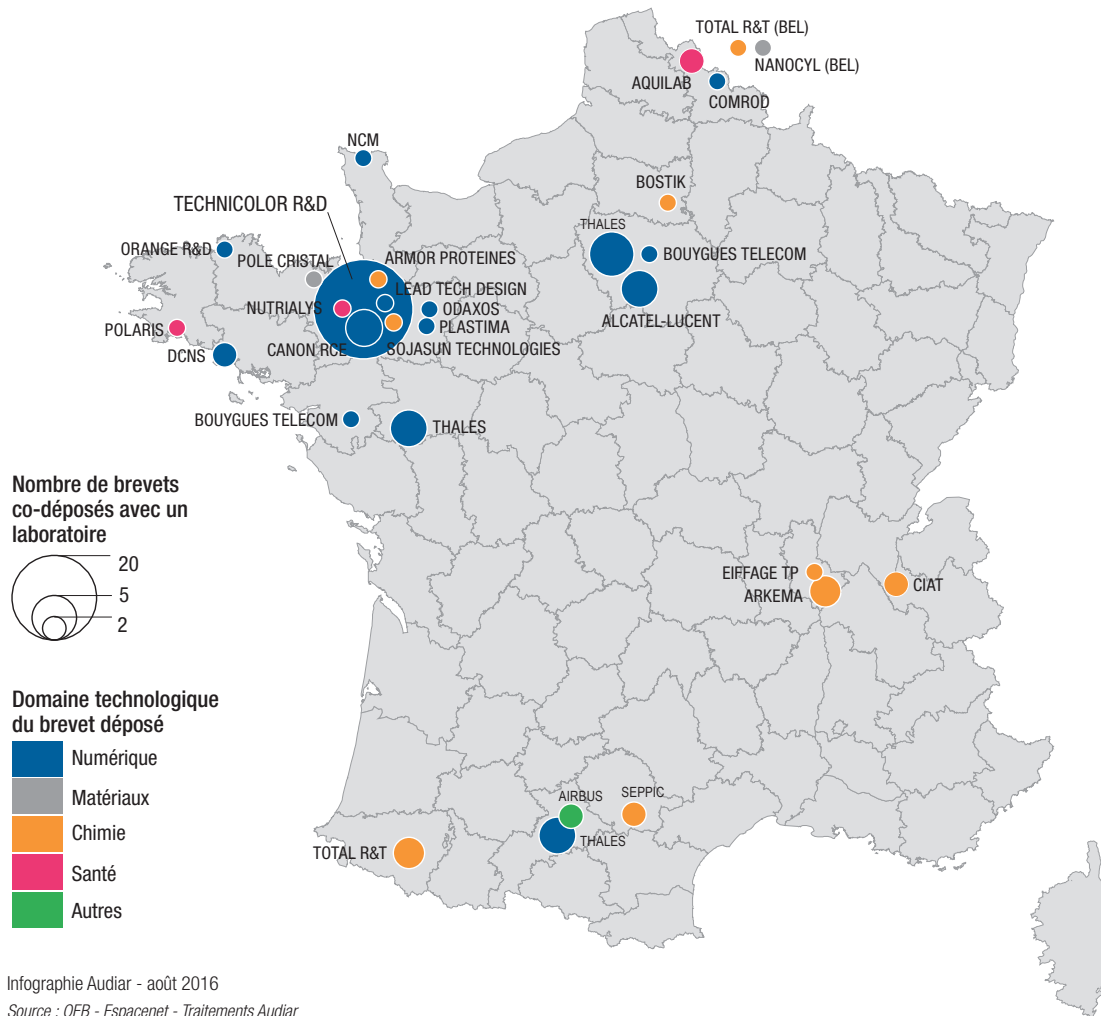 TOTAL R&T (BEL)
NANOCYL (BEL)
AQUILAB
COMROD
NCM
BOSTIK
TECHNICOLOR R&D
THALES
ORANGE R&D
POLE CRISTAL
ARMOR PROTEINES
BOUYGUES TELECOM
LEAD TECH DESIGN
NUTRIALYS
ODAXOS
POLARIS
PLASTIMA
ALCATEL-LUCENT
DCNS
CANON RCE
SOJASUN TECHNOLOGIES
BOUYGUES TELECOM
THALES
Nombre de brevets
co-déposés avec un
laboratoire
20
5
2
EIFFAGE TP
ARKEMA
CIAT
Domaine technologique
du brevet déposé
Numérique
Matériaux
Chimie
Santé
Autres
AIRBUS
SEPPIC
THALES
TOTAL R&T
Infographie Audiar - août 2016
Source : OEB - Espacenet - Traitements Audiar